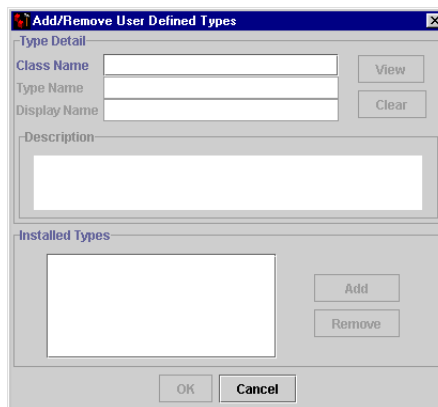 Add/Remove User Defined Types
Type Detail
Class Name
View
Type Name
Display Name
Clear
Description
Installed Types
Add
Remove
OK
Cancel